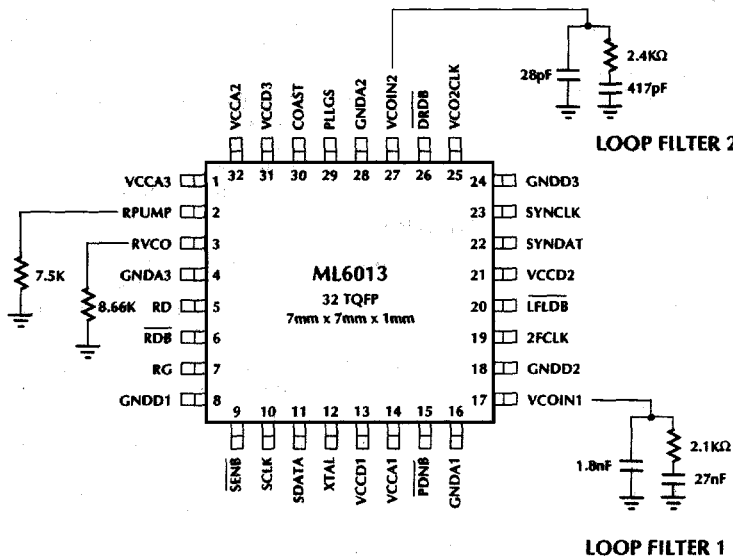 28pF
2.4KΩ
417pF
LOOP FILTER 2
VCCA2
VCCD3
COAST
PLLGS
GNDA2
VCOIN2
DRDB
VCO2CLK
32
31
30
29
28
27
26
25
VCCA3 1
RPUMP 2
RVCO 3
GNDA3 4
RD 5
RDB 6
RG 7
GNDD1 8
7.5K
8.66K
ML6013
32 TQFP
7mm x 7mm x 1mm
24 GNDD3
23 SYNCLK
22 SYNDAT
21 VCCD2
20 LFLDB
19 2FCLK
18 GNDD2
17 VCOIN1
9
10
11
12
13
14
15
16
SENB
SCLK
SDATA
XTAL
VCCD1
VCCA1
PDNB
GNDA1
1.8nF
2.1KΩ
27nF
LOOP FILTER 1